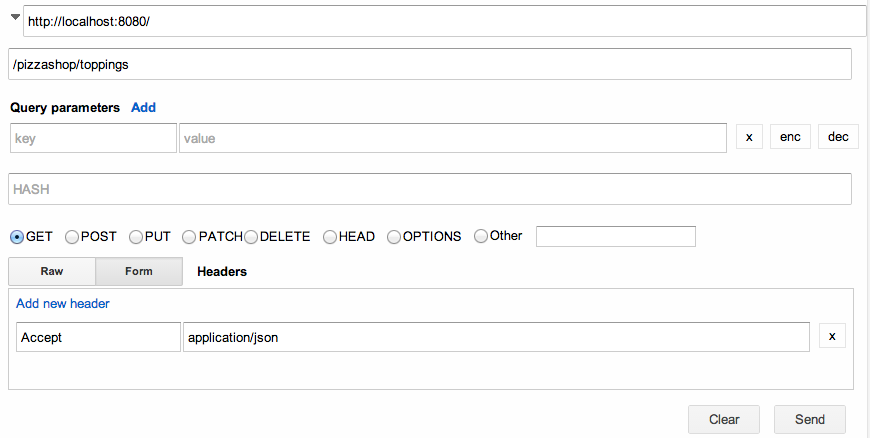 http://localhost:8080/
/pizzashop/toppings
Query parameters Add
key value x enc dec
HASH
GET POST PUT PATCH DELETE HEAD OPTIONS Other
Raw Form Headers
Add new header
Accept application/json x
Clear Send